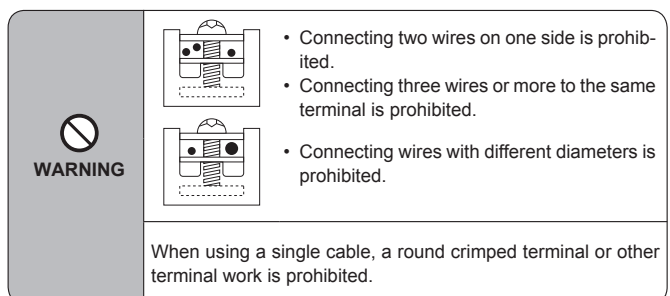 • Connecting two wires on one side is prohib-
ited.
• Connecting three wires or more to the same
terminal is prohibited.
• Connecting wires with different diameters is
prohibited.
WARNING
When using a single cable, a round crimped terminal or other
terminal work is prohibited.